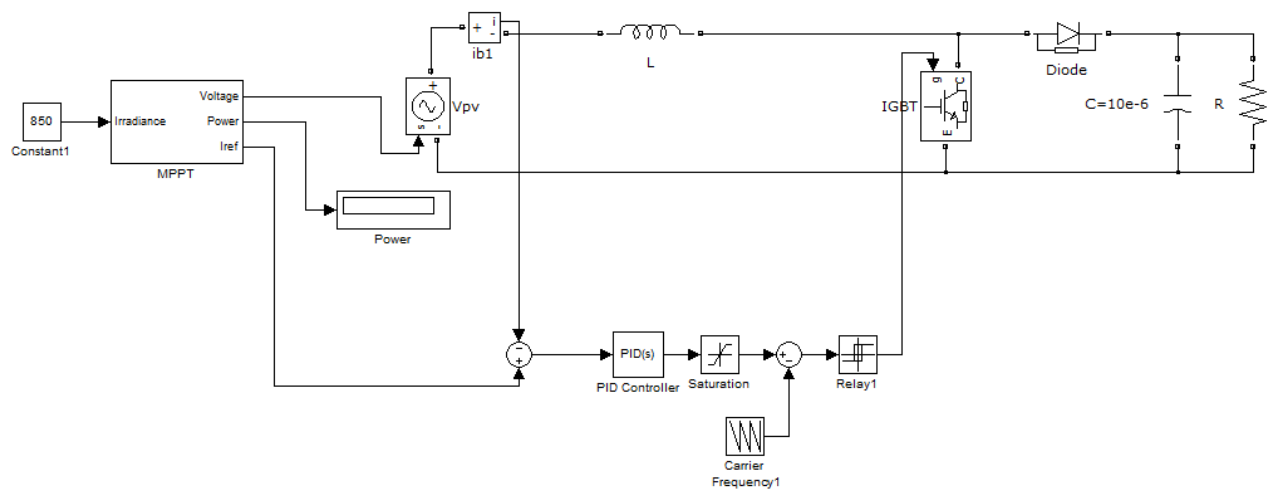 i
+
-
ib1
L
Diode
+
Vpv
s
-
g
C
IGBT
E
C=10e-6
R
850
Constant1
Irradiance
Voltage
Power
Iref
MPPT
Power
-
+
PID(s)
PID Controller
Saturation
+
-
Relay1
Carrier
Frequency1